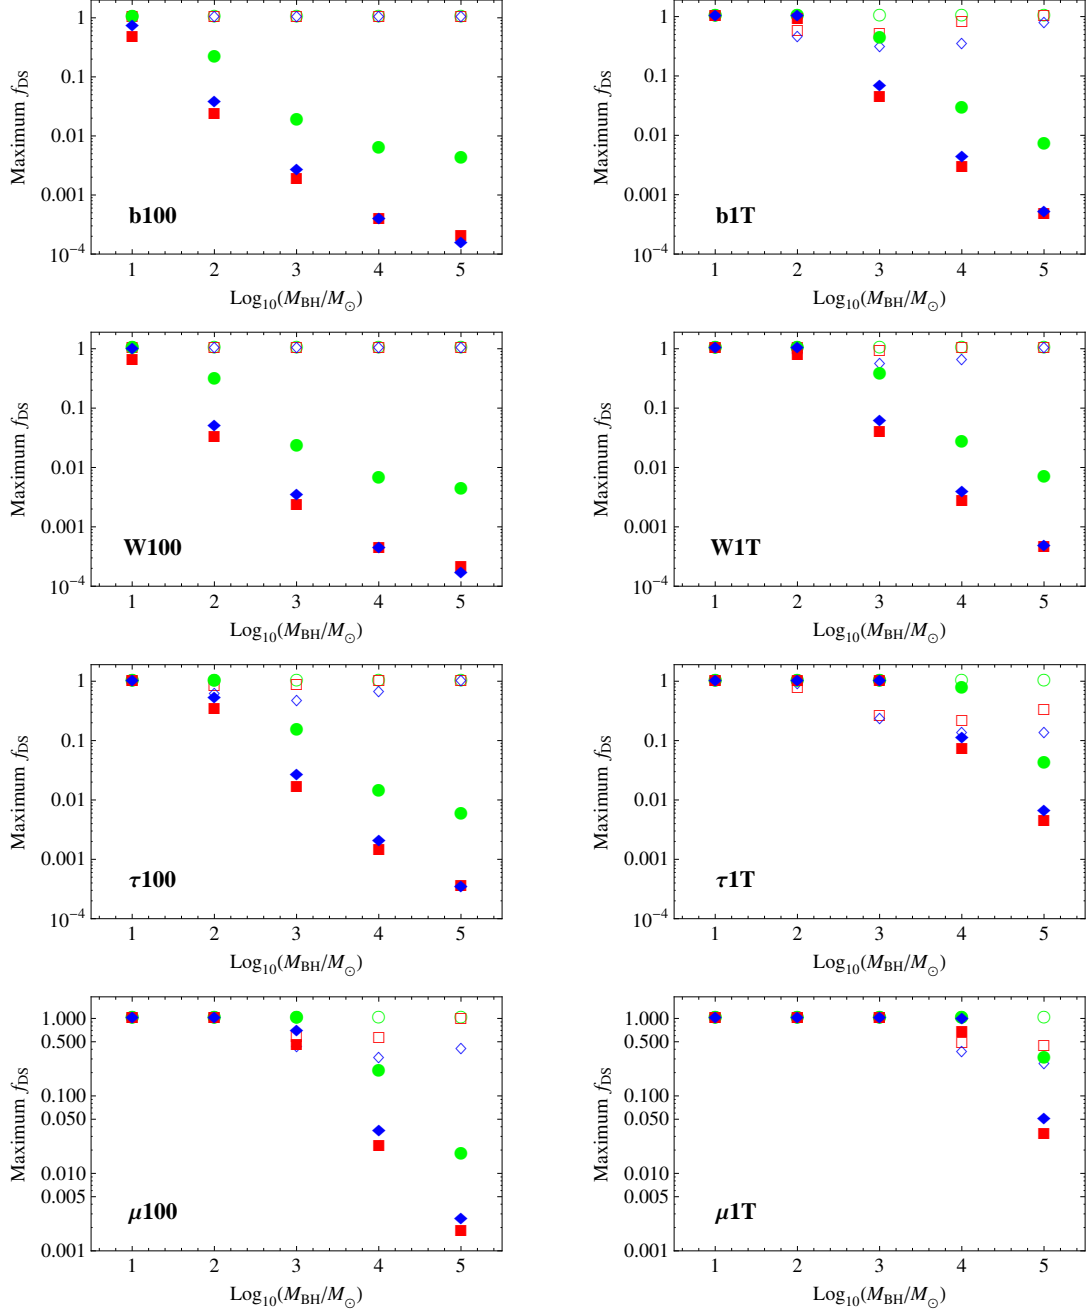 Maximum f_DS
1
0.1
0.01
0.001
10⁻⁴
b100
1 2 3 4 5
Log₁₀(M_BH/M_⊙)
Maximum f_DS
1
0.1
0.01
0.001
10⁻⁴
b1T
1 2 3 4 5
Log₁₀(M_BH/M_⊙)
Maximum f_DS
1
0.1
0.01
0.001
10⁻⁴
W100
1 2 3 4 5
Log₁₀(M_BH/M_⊙)
Maximum f_DS
1
0.1
0.01
0.001
10⁻⁴
W1T
1 2 3 4 5
Log₁₀(M_BH/M_⊙)
Maximum f_DS
1
0.1
0.01
0.001
10⁻⁴
τ100
1 2 3 4 5
Log₁₀(M_BH/M_⊙)
Maximum f_DS
1
0.1
0.01
0.001
10⁻⁴
τ1T
1 2 3 4 5
Log₁₀(M_BH/M_⊙)
Maximum f_DS
1.000
0.500
0.100
0.050
0.010
0.005
0.001
μ100
1 2 3 4 5
Log₁₀(M_BH/M_⊙)
Maximum f_DS
1.000
0.500
0.100
0.050
0.010
0.005
0.001
μ1T
1 2 3 4 5
Log₁₀(M_BH/M_⊙)